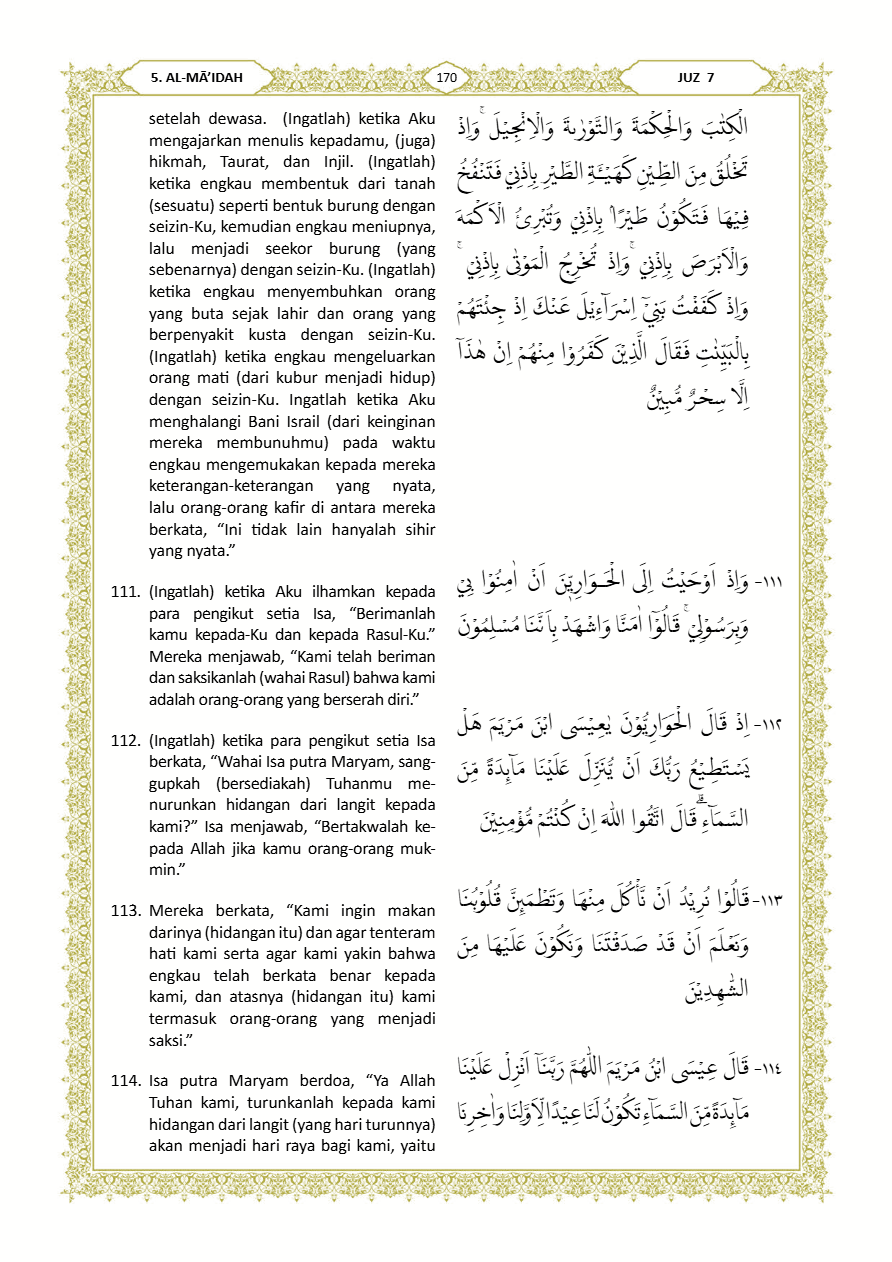 5. AL-MĀ’IDAH
170
JUZ 7
setelah dewasa. (Ingatlah) ketika Aku
mengajarkan menulis kepadamu, (juga)
hikmah, Taurat, dan Injil. (Ingatlah)
ketika engkau membentuk dari tanah
(sesuatu) seperti bentuk burung dengan
seizin-Ku, kemudian engkau meniupnya,
lalu menjadi seekor burung (yang
sebenarnya) dengan seizin-Ku. (Ingatlah)
ketika engkau menyembuhkan orang
yang buta sejak lahir dan orang yang
berpenyakit kusta dengan seizin-Ku.
(Ingatlah) ketika engkau mengeluarkan
orang mati (dari kubur menjadi hidup)
dengan seizin-Ku. Ingatlah ketika Aku
menghalangi Bani Israil (dari keinginan
mereka membunuhmu) pada waktu
engkau mengemukakan kepada mereka
keterangan-keterangan yang nyata,
lalu orang-orang kafir di antara mereka
berkata, “Ini tidak lain hanyalah sihir
yang nyata.”
الْكِتٰبَ وَالْحِكْمَةَ وَالتَّوْرٰىةَ وَالْاِنْجِيْلَ ۚ وَاِذْ
تَخْلُقُ مِنَ الطِّيْنِ كَهَيْـَٔةِ الطَّيْرِ بِاِذْنِيْ فَتَنْفُخُ
فِيْهَا فَتَكُوْنُ طَيْرًاۢ بِاِذْنِيْ وَتُبْرِئُ الْاَكْمَهَ
وَالْاَبْرَصَ بِاِذْنِيْ ۚ وَاِذْ تُخْرِجُ الْمَوْتٰى بِاِذْنِيْ ۚ
وَاِذْ كَفَفْتُ بَنِيْٓ اِسْرَاۤءِيْلَ عَنْكَ اِذْ جِئْتَهُمْ
بِالْبَيِّنٰتِ فَقَالَ الَّذِيْنَ كَفَرُوْا مِنْهُمْ اِنْ هٰذَآ
اِلَّا سِحْرٌ مُّبِيْنٌ
111. (Ingatlah) ketika Aku ilhamkan kepada
para pengikut setia Isa, “Berimanlah
kamu kepada-Ku dan kepada Rasul-Ku.”
Mereka menjawab, “Kami telah beriman
dan saksikanlah (wahai Rasul) bahwa kami
adalah orang-orang yang berserah diri.”
١١١- وَاِذْ اَوْحَيْتُ اِلَى الْحَوَارِيّٖنَ اَنْ اٰمِنُوْا بِيْ
وَبِرَسُوْلِيْ ۚ قَالُوْٓا اٰمَنَّا وَاشْهَدْ بِاَنَّنَا مُسْلِمُوْنَ
112. (Ingatlah) ketika para pengikut setia Isa
berkata, “Wahai Isa putra Maryam, sang-
gupkah (bersediakah) Tuhanmu me-
nurunkan hidangan dari langit kepada
kami?” Isa menjawab, “Bertakwalah ke-
pada Allah jika kamu orang-orang muk-
min.”
١١٢- اِذْ قَالَ الْحَوَارِيُّوْنَ يٰعِيْسَى ابْنَ مَرْيَمَ هَلْ
يَسْتَطِيْعُ رَبُّكَ اَنْ يُّنَزِّلَ عَلَيْنَا مَاۤىِٕدَةً مِّنَ
السَّمَاۤءِ ۗ قَالَ اتَّقُوا اللّٰهَ اِنْ كُنْتُمْ مُّؤْمِنِيْنَ
113. Mereka berkata, “Kami ingin makan
darinya (hidangan itu) dan agar tenteram
hati kami serta agar kami yakin bahwa
engkau telah berkata benar kepada
kami, dan atasnya (hidangan itu) kami
termasuk orang-orang yang menjadi
saksi.”
١١٣- قَالُوْا نُرِيْدُ اَنْ نَّأْكُلَ مِنْهَا وَتَطْمَىِٕنَّ قُلُوْبُنَا
وَنَعْلَمَ اَنْ قَدْ صَدَقْتَنَا وَنَكُوْنَ عَلَيْهَا مِنَ
الشّٰهِدِيْنَ
114. Isa putra Maryam berdoa, “Ya Allah
Tuhan kami, turunkanlah kepada kami
hidangan dari langit (yang hari turunnya)
akan menjadi hari raya bagi kami, yaitu
١١٤- قَالَ عِيْسَى ابْنُ مَرْيَمَ اللّٰهُمَّ رَبَّنَآ اَنْزِلْ عَلَيْنَا
مَاۤىِٕدَةً مِّنَ السَّمَاۤءِ تَكُوْنُ لَنَا عِيْدًا لِّاَوَّلِنَا وَاٰخِرِنَا